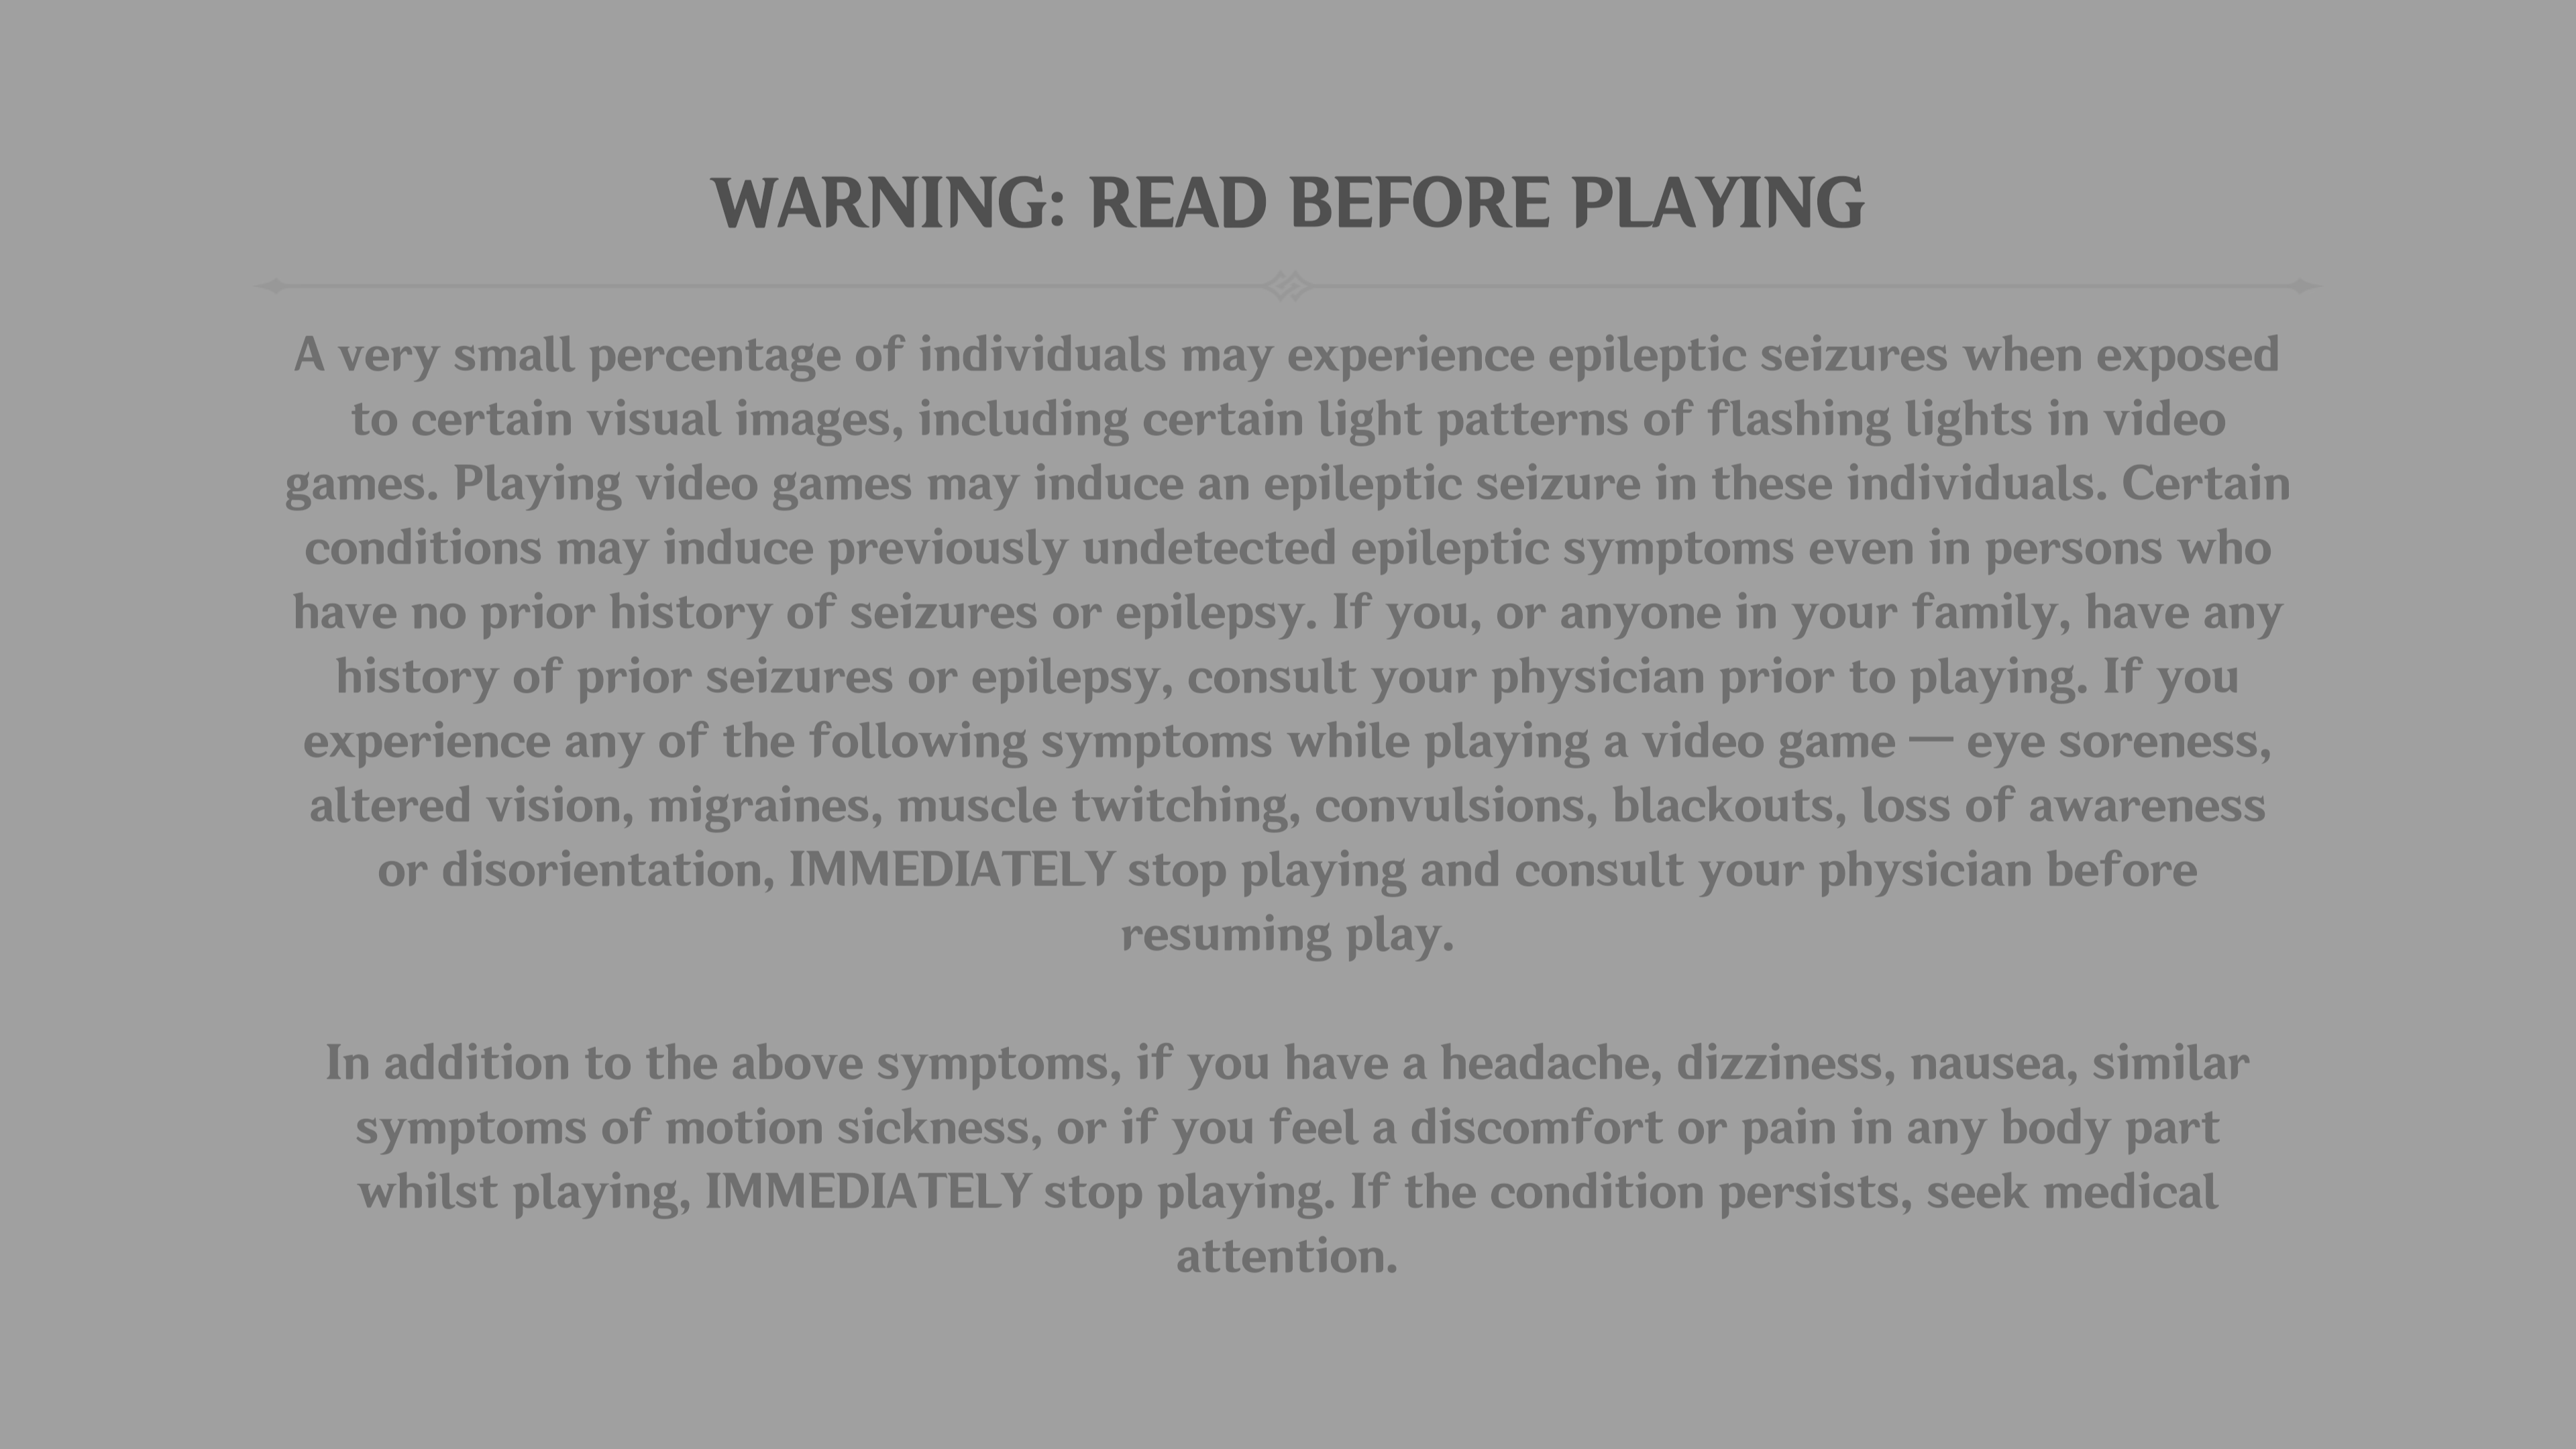 WARNING: READ BEFORE PLAYING
A very small percentage of individuals may experience epileptic seizures when exposed
to certain visual images, including certain light patterns of flashing lights in video
games. Playing video games may induce an epileptic seizure in these individuals. Certain
conditions may induce previously undetected epileptic symptoms even in persons who
have no prior history of seizures or epilepsy. If you, or anyone in your family, have any
history of prior seizures or epilepsy, consult your physician prior to playing. If you
experience any of the following symptoms while playing a video game — eye soreness,
altered vision, migraines, muscle twitching, convulsions, blackouts, loss of awareness
or disorientation, IMMEDIATELY stop playing and consult your physician before
resuming play.
In addition to the above symptoms, if you have a headache, dizziness, nausea, similar
symptoms of motion sickness, or if you feel a discomfort or pain in any body part
whilst playing, IMMEDIATELY stop playing. If the condition persists, seek medical
attention.